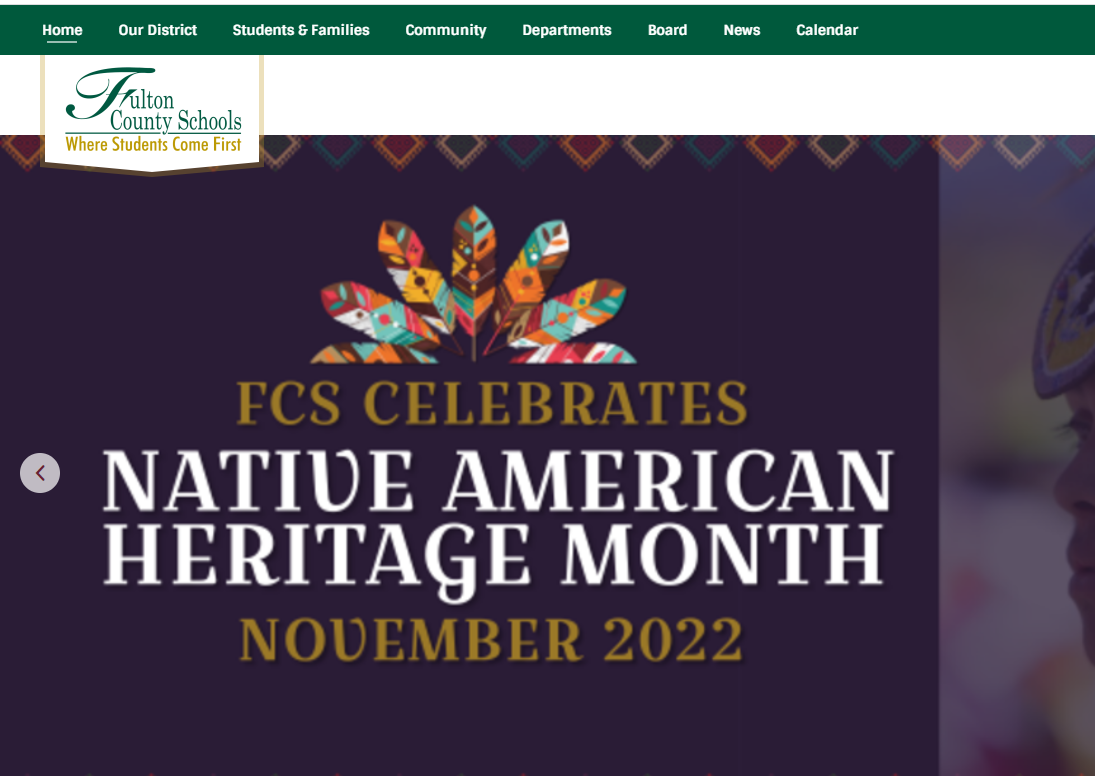 Home Our District Students & Families Community Departments Board News Calendar
Fulton
County Schools
Where Students Come First
FCS CELEBRATES
NATIVE AMERICAN
HERITAGE MONTH
NOVEMBER 2022